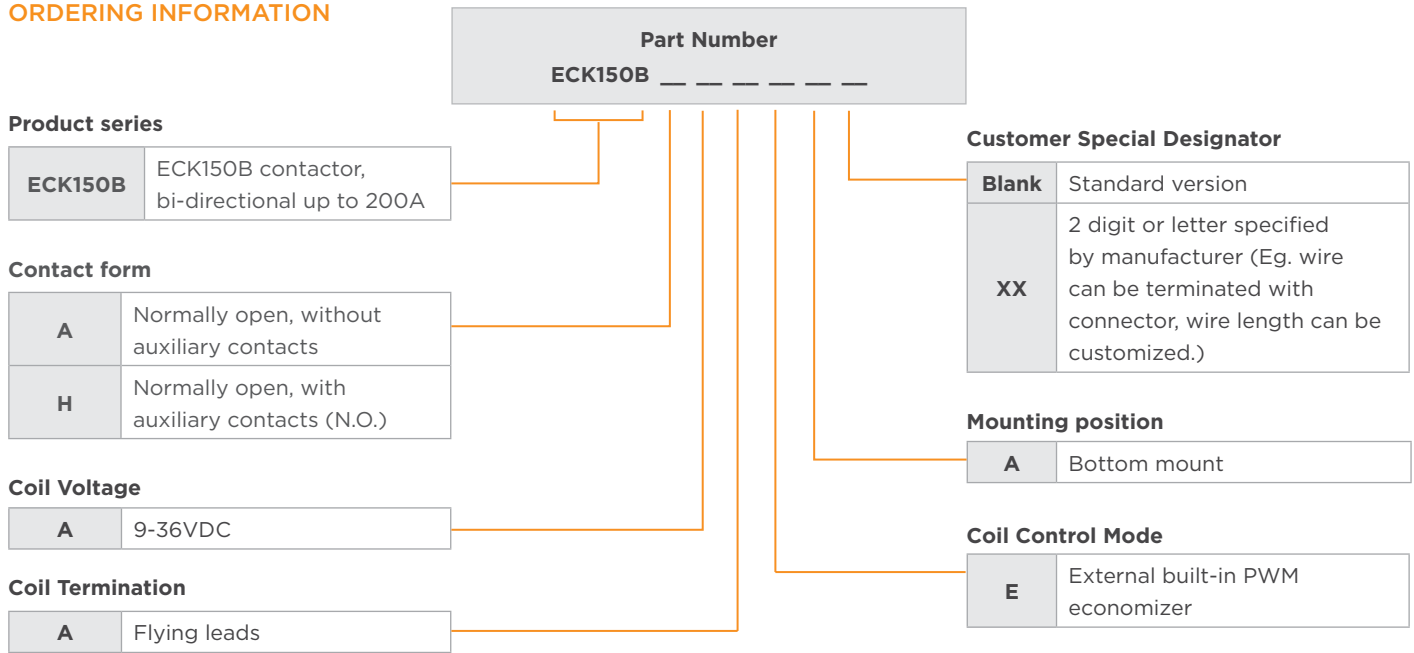 ORDERING INFORMATION
Part Number
ECK150B __ __ __ __ __ __
Product series
ECK150B
ECK150B contactor,
bi-directional up to 200A
Contact form
A
Normally open, without
auxiliary contacts
H
Normally open, with
auxiliary contacts (N.O.)
Coil Voltage
A
9-36VDC
Coil Termination
A
Flying leads
Customer Special Designator
Blank
Standard version
XX
2 digit or letter specified
by manufacturer (Eg. wire
can be terminated with
connector, wire length can be
customized.)
Mounting position
A
Bottom mount
Coil Control Mode
E
External built-in PWM
economizer